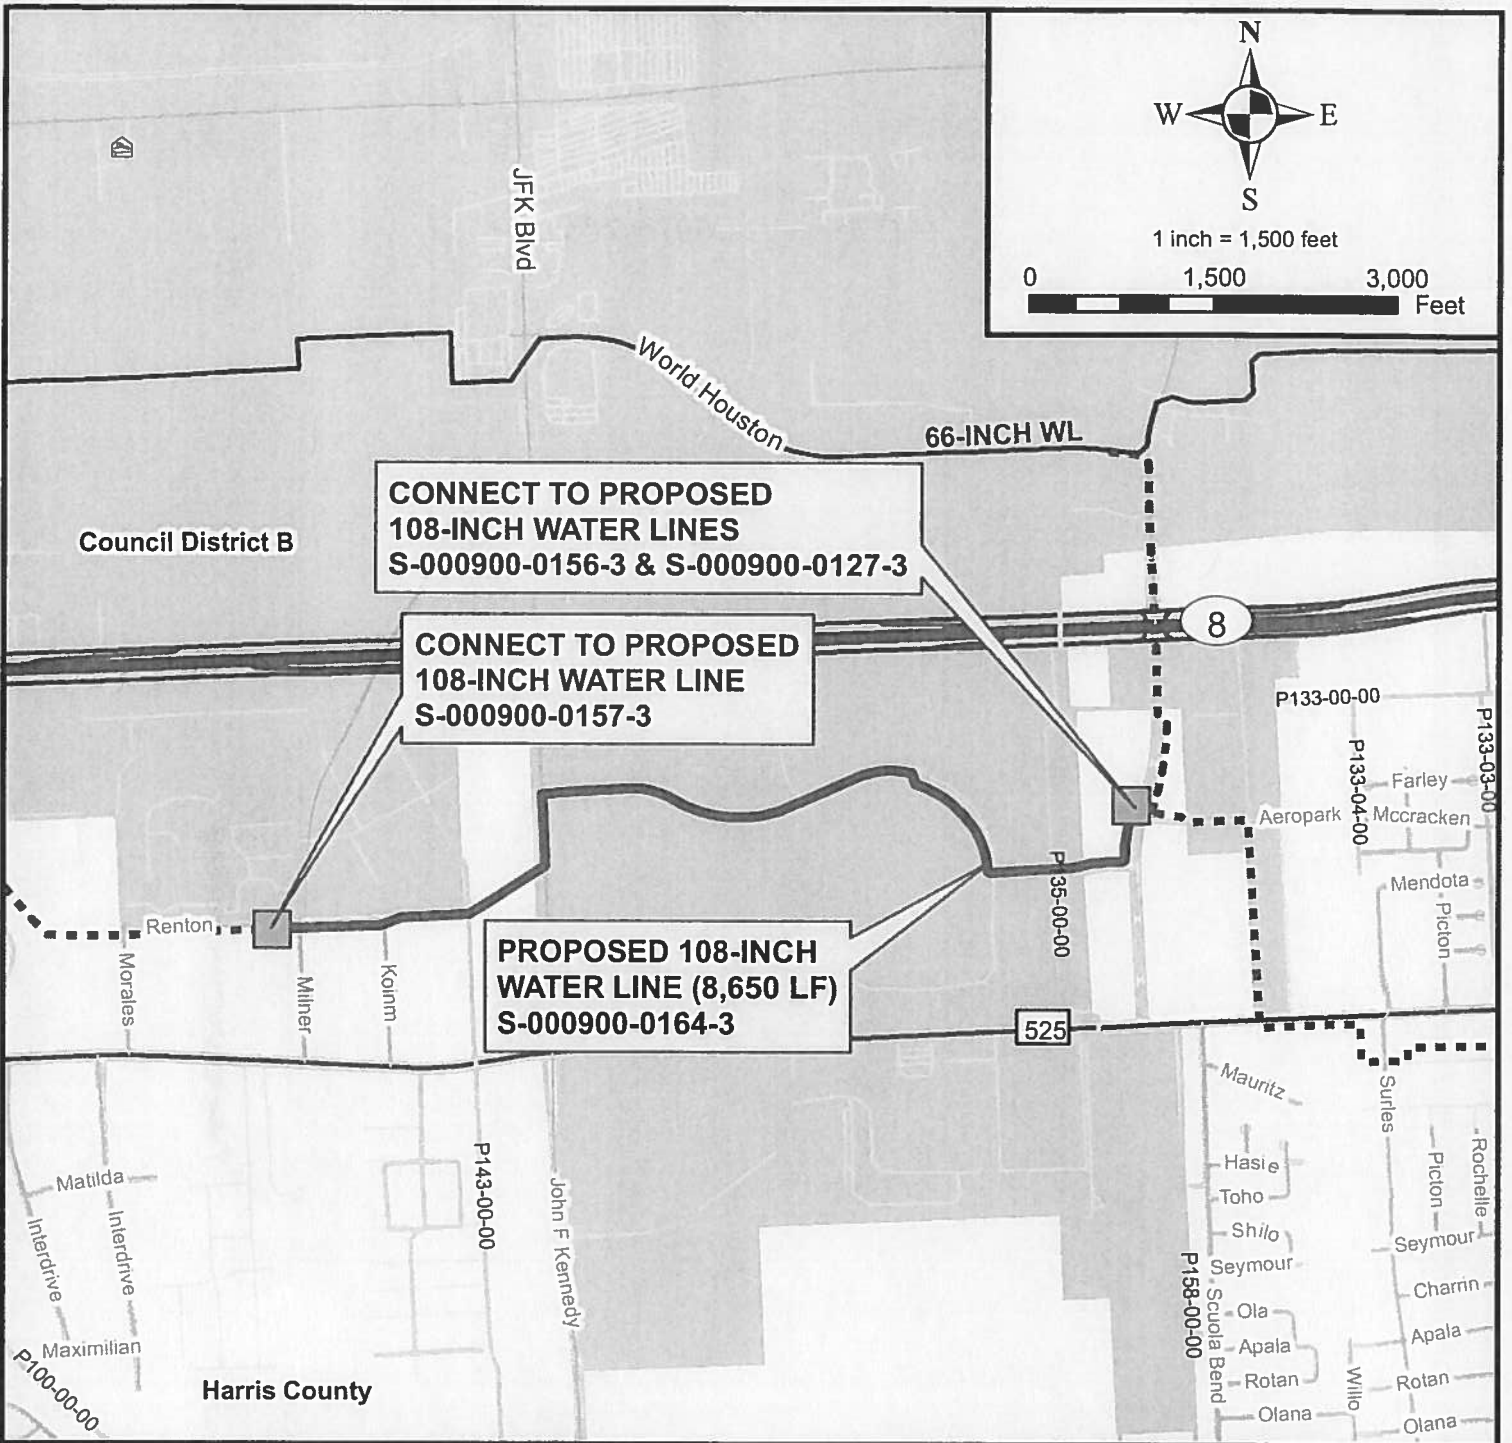 N
W E
S
1 inch = 1,500 feet
0 1,500 3,000
Feet
JFK Blvd
World Houston
66-INCH WL
CONNECT TO PROPOSED
108-INCH WATER LINES
S-000900-0156-3 & S-000900-0127-3
Council District B
8
CONNECT TO PROPOSED
108-INCH WATER LINE
S-000900-0157-3
P133-00-00
P133-03-00
P133-04-00
Farley
Aeropark
Mccracken
Mendota
Picton
P135-00-00
Renton
Morales
Milner
Koinm
PROPOSED 108-INCH
WATER LINE (8,650 LF)
S-000900-0164-3
525
Mauritz
Surles
Hasie
Toho
Shilo
Seymour
Picton
Rochelle
Seymour
Matilda
Interdrive
Interdrive
P143-00-00
John F Kennedy
P158-00-00
Scuola Bend
Ola
Charrin
Apala
Apala
Maximilian
Rotan
Willo
Rotan
P100-00-00
Harris County
Olana
Olana